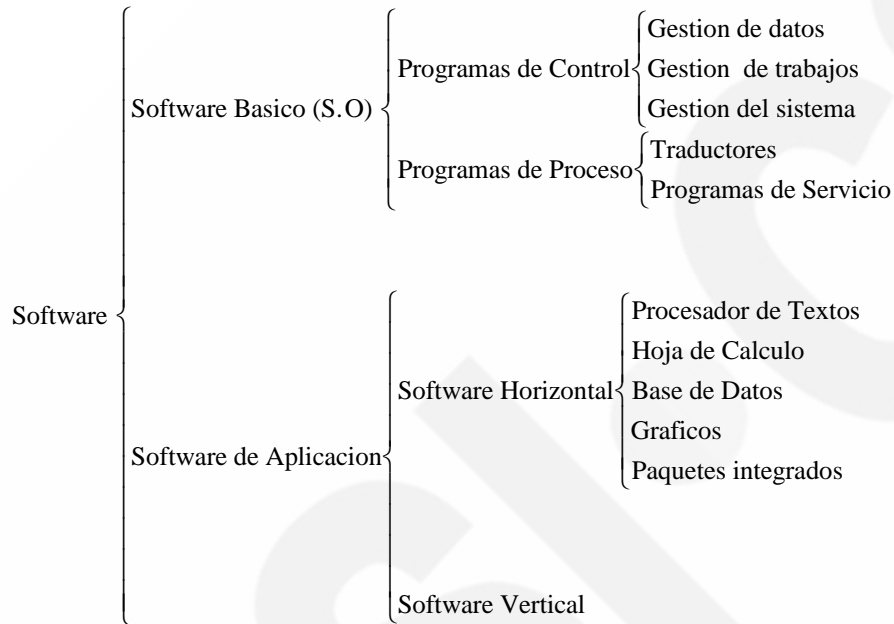 Gestion de datos
Programas de Control
Gestion de trabajos
Gestion del sistema
Software Basico (S.O)
Programas de Proceso
Traductores
Programas de Servicio
Software
Procesador de Textos
Hoja de Calculo
Software Horizontal
Base de Datos
Graficos
Paquetes integrados
Software de Aplicacion
Software Vertical